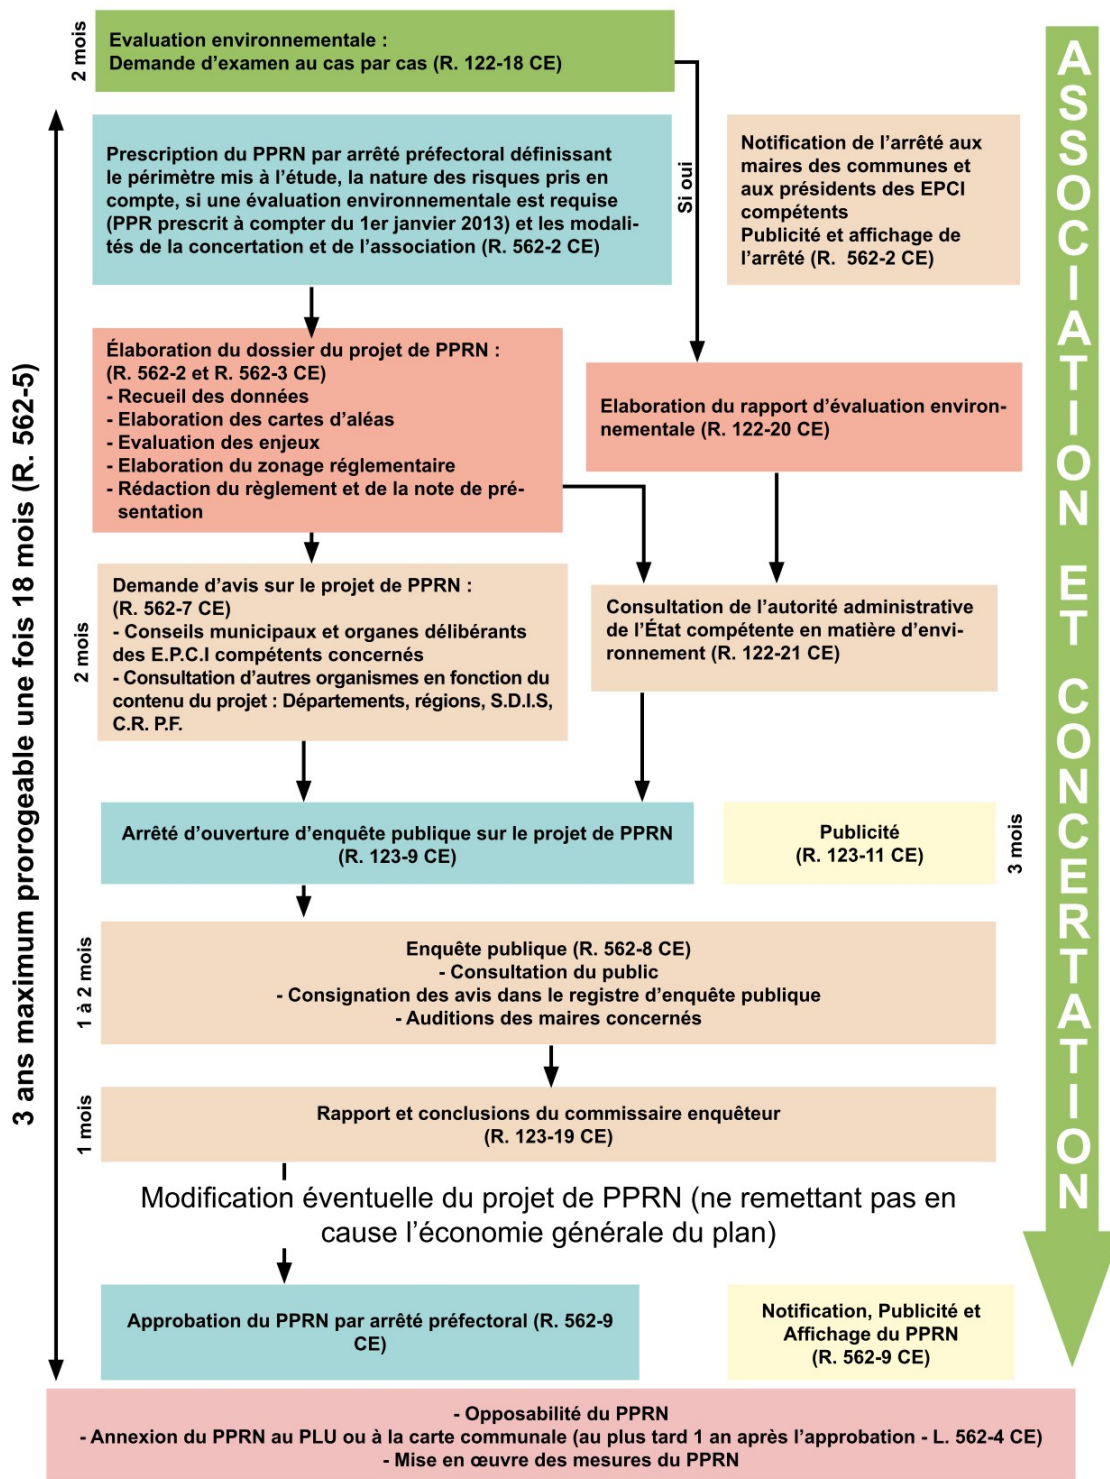 2 mois
Evaluation environnementale :
Demande d'examen au cas par cas (R. 122-18 CE)
Prescription du PPRN par arrêté préfectoral définissant
le périmètre mis à l'étude, la nature des risques pris en
compte, si une évaluation environnementale est requise
(PPR prescrit à compter du 1er janvier 2013) et les modali-
tés de la concertation et de l'association (R. 562-2 CE)
Si oui
Notification de l'arrêté aux
maires des communes et
aux présidents des EPCI
compétents
Publicité et affichage de
l'arrêté (R.  562-2 CE)
Élaboration du dossier du projet de PPRN :
(R. 562-2 et R. 562-3 CE)
- Recueil des données
- Elaboration des cartes d'aléas
- Evaluation des enjeux
- Elaboration du zonage réglementaire
- Rédaction du règlement et de la note de pré-
sentation
Elaboration du rapport d'évaluation environ-
nementale (R. 122-20 CE)
2 mois
Demande d'avis sur le projet de PPRN :
(R. 562-7 CE)
- Conseils municipaux et organes délibérants
des E.P.C.I compétents concernés
- Consultation d'autres organismes en fonction du
contenu du projet : Départements, régions, S.D.I.S,
C.R. P.F.
Consultation de l'autorité administrative
de l'État compétente en matière d'envi-
ronnement (R. 122-21 CE)
Arrêté d'ouverture d'enquête publique sur le projet de PPRN
(R. 123-9 CE)
Publicité
(R. 123-11 CE)
3 mois
1 à 2 mois
Enquête publique (R. 562-8 CE)
- Consultation du public
- Consignation des avis dans le registre d'enquête publique
- Auditions des maires concernés
1 mois
Rapport et conclusions du commissaire enquêteur
(R. 123-19 CE)
Modification éventuelle du projet de PPRN (ne remettant pas en
cause l'économie générale du plan)
Approbation du PPRN par arrêté préfectoral (R. 562-9
CE)
Notification, Publicité et
Affichage du PPRN
(R. 562-9 CE)
- Opposabilité du PPRN
- Annexion du PPRN au PLU ou à la carte communale (au plus tard 1 an après l'approbation - L. 562-4 CE)
- Mise en œuvre des mesures du PPRN
3 ans maximum prorogeable une fois 18 mois (R. 562-5)
ASSOCIATION ET CONCERTATION